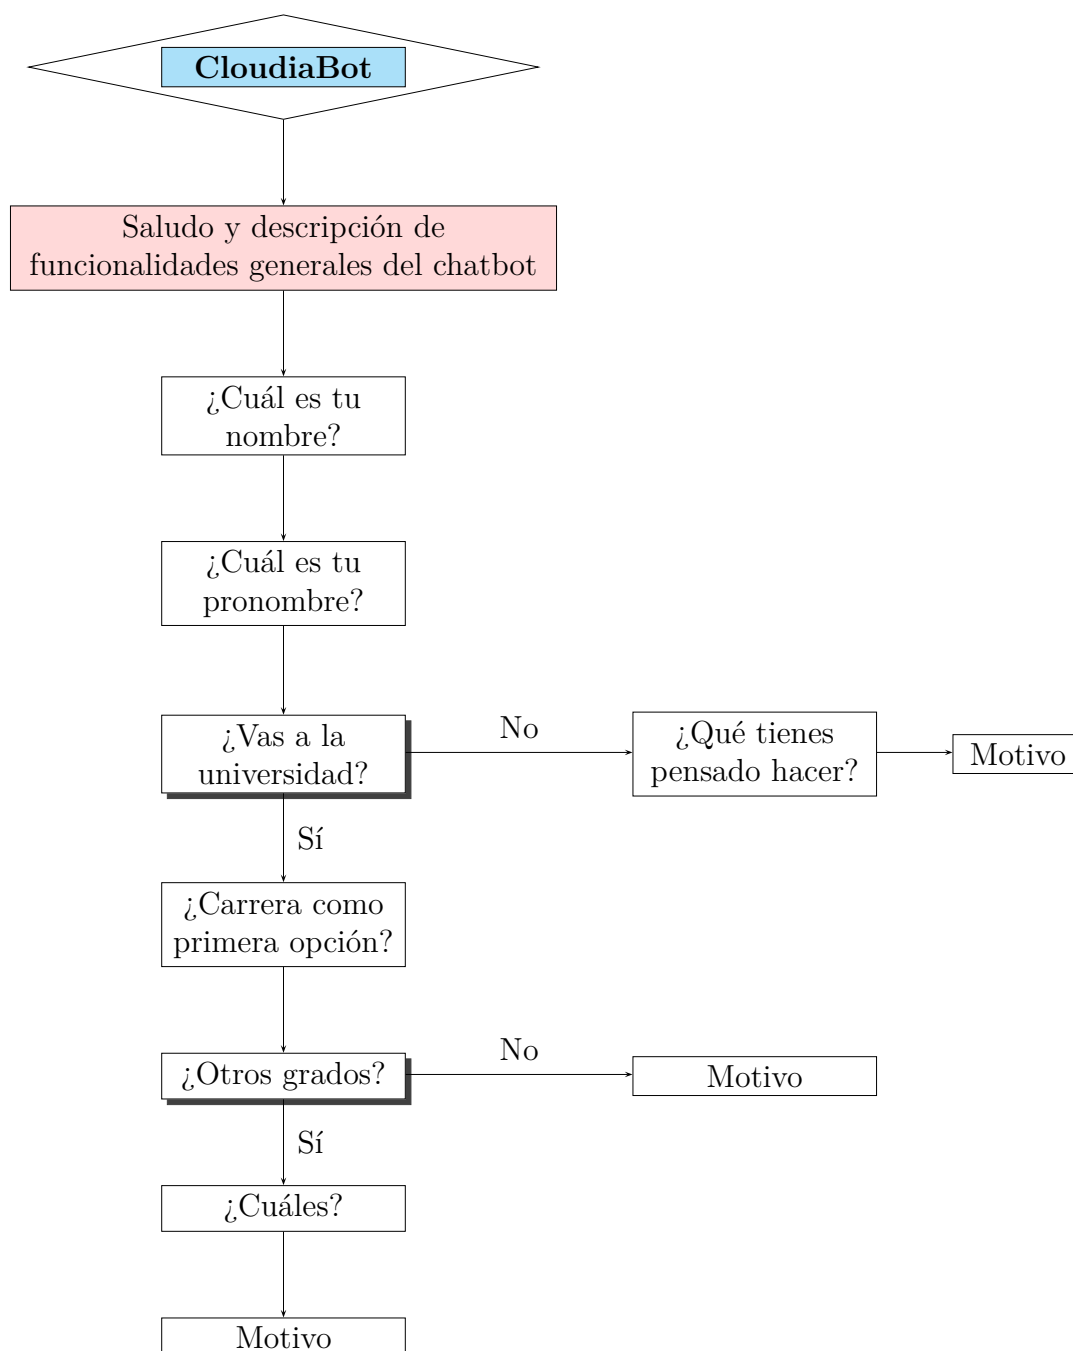 CloudiaBot
Saludo y descripción de
funcionalidades generales del chatbot
¿Cuál es tu
nombre?
¿Cuál es tu
pronombre?
¿Vas a la
universidad?
No
¿Qué tienes
pensado hacer?
Motivo
Sí
¿Carrera como
primera opción?
¿Otros grados?
No
Motivo
Sí
¿Cuáles?
Motivo